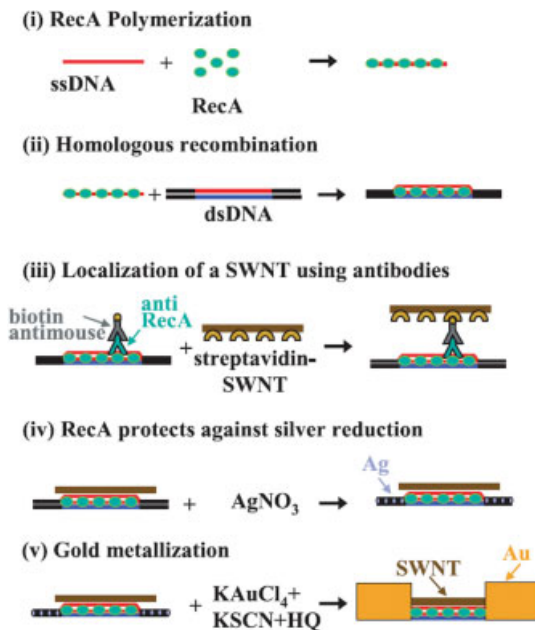 (i) RecA Polymerization
ssDNA
+
RecA
(ii) Homologous recombination
+
dsDNA
(iii) Localization of a SWNT using antibodies
biotin
antimouse
anti
RecA
+
streptavidin-
SWNT
(iv) RecA protects against silver reduction
+
AgNO3
Ag
(v) Gold metallization
+
KAuCl4+
KSCN+HQ
SWNT
Au